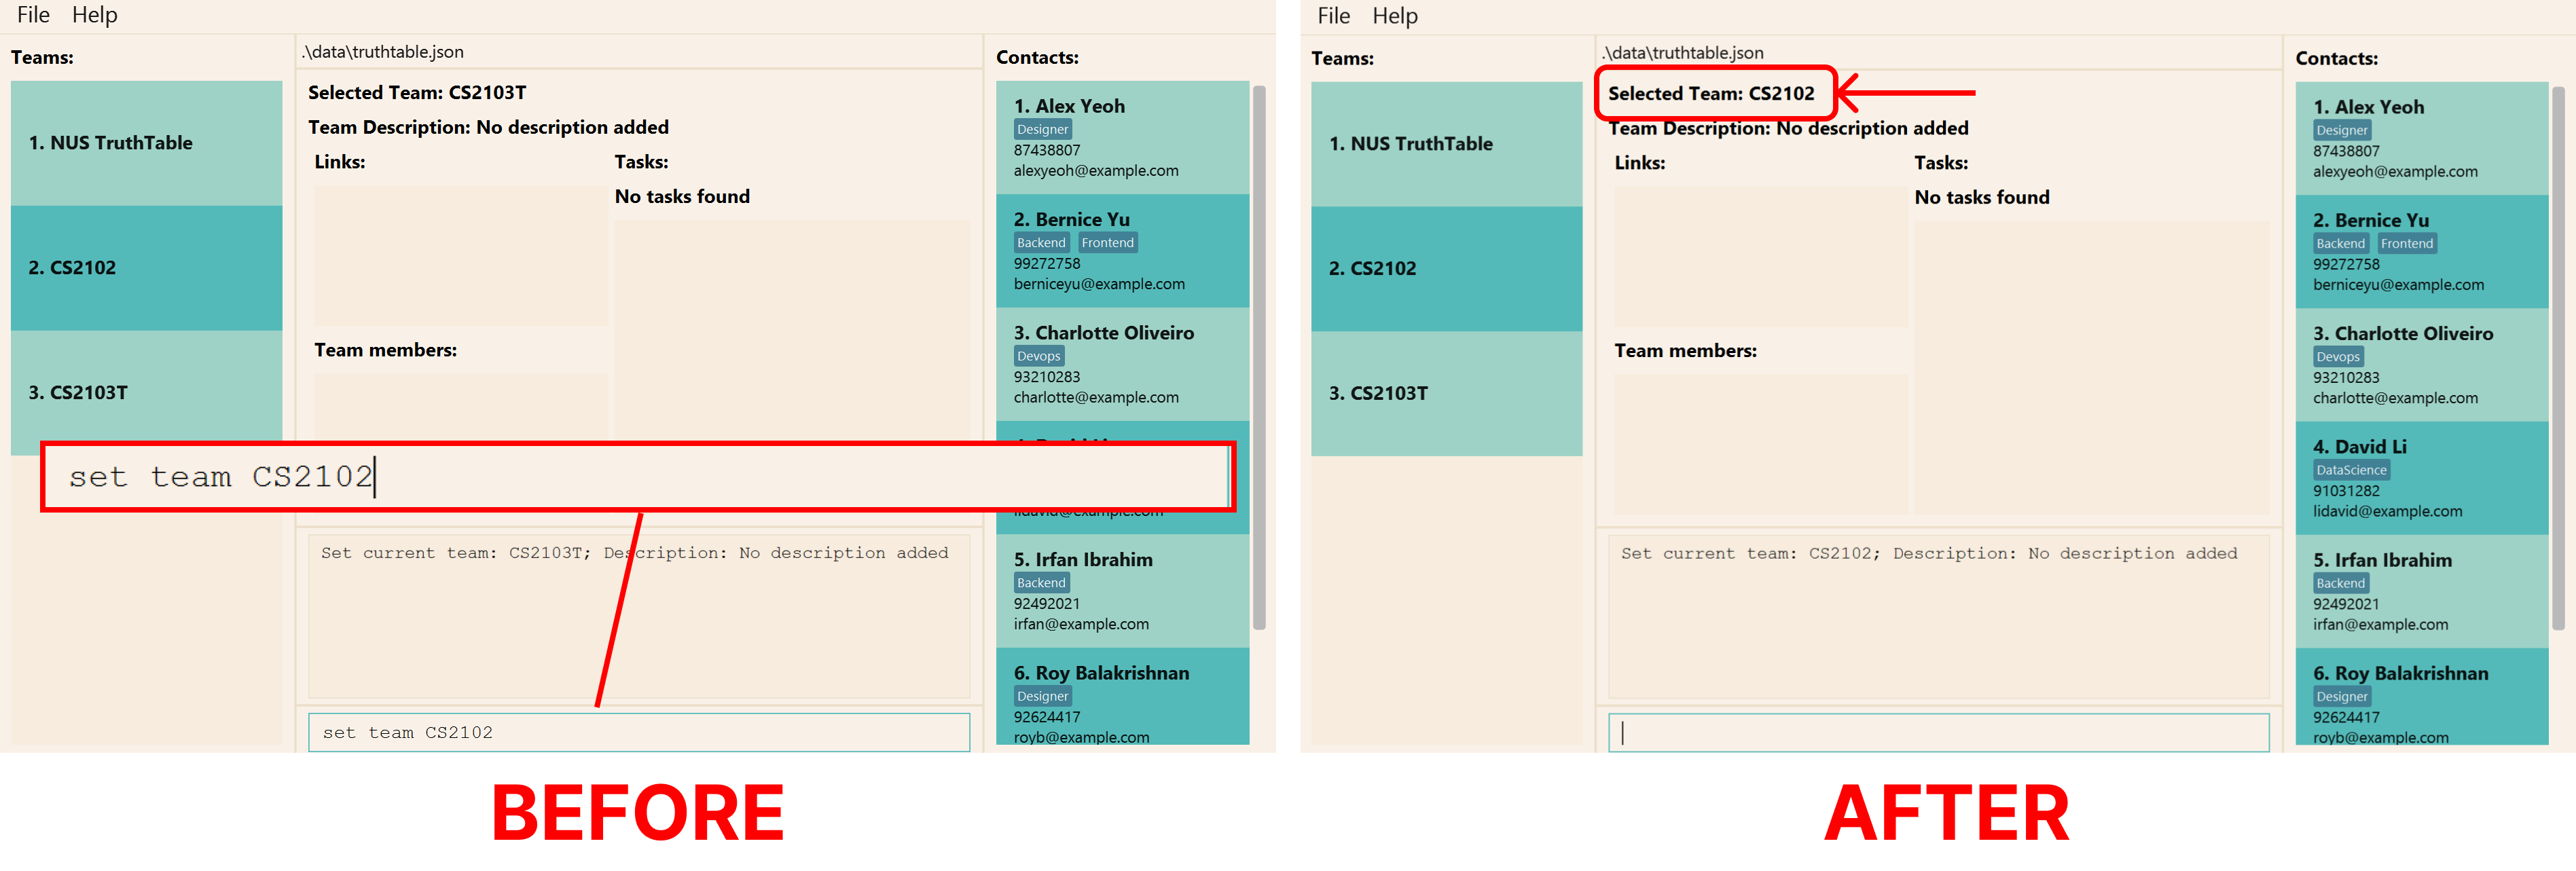 File Help
Teams:
1. NUS TruthTable
2. CS2102
3. CS2103T
.\data\truthtable.json
Selected Team: CS2103T
Team Description: No description added
Links:
Tasks:
No tasks found
Team members:
set team CS2102
Set current team: CS2103T; Description: No description added
set team CS2102
Contacts:
1. Alex Yeoh
Designer
87438807
alexyeoh@example.com
2. Bernice Yu
Backend Frontend
99272758
berniceyu@example.com
3. Charlotte Oliveiro
Devops
93210283
charlotte@example.com
lidavid@example.com
5. Irfan Ibrahim
Backend
92492021
irfan@example.com
6. Roy Balakrishnan
Designer
92624417
royb@example.com
BEFORE
File Help
Teams:
1. NUS TruthTable
2. CS2102
3. CS2103T
.\data\truthtable.json
Selected Team: CS2102
Team Description: No description added
Links:
Tasks:
No tasks found
Team members:
Set current team: CS2102; Description: No description added
Contacts:
1. Alex Yeoh
Designer
87438807
alexyeoh@example.com
2. Bernice Yu
Backend Frontend
99272758
berniceyu@example.com
3. Charlotte Oliveiro
Devops
93210283
charlotte@example.com
4. David Li
DataScience
91031282
lidavid@example.com
5. Irfan Ibrahim
Backend
92492021
irfan@example.com
6. Roy Balakrishnan
Designer
92624417
royb@example.com
AFTER